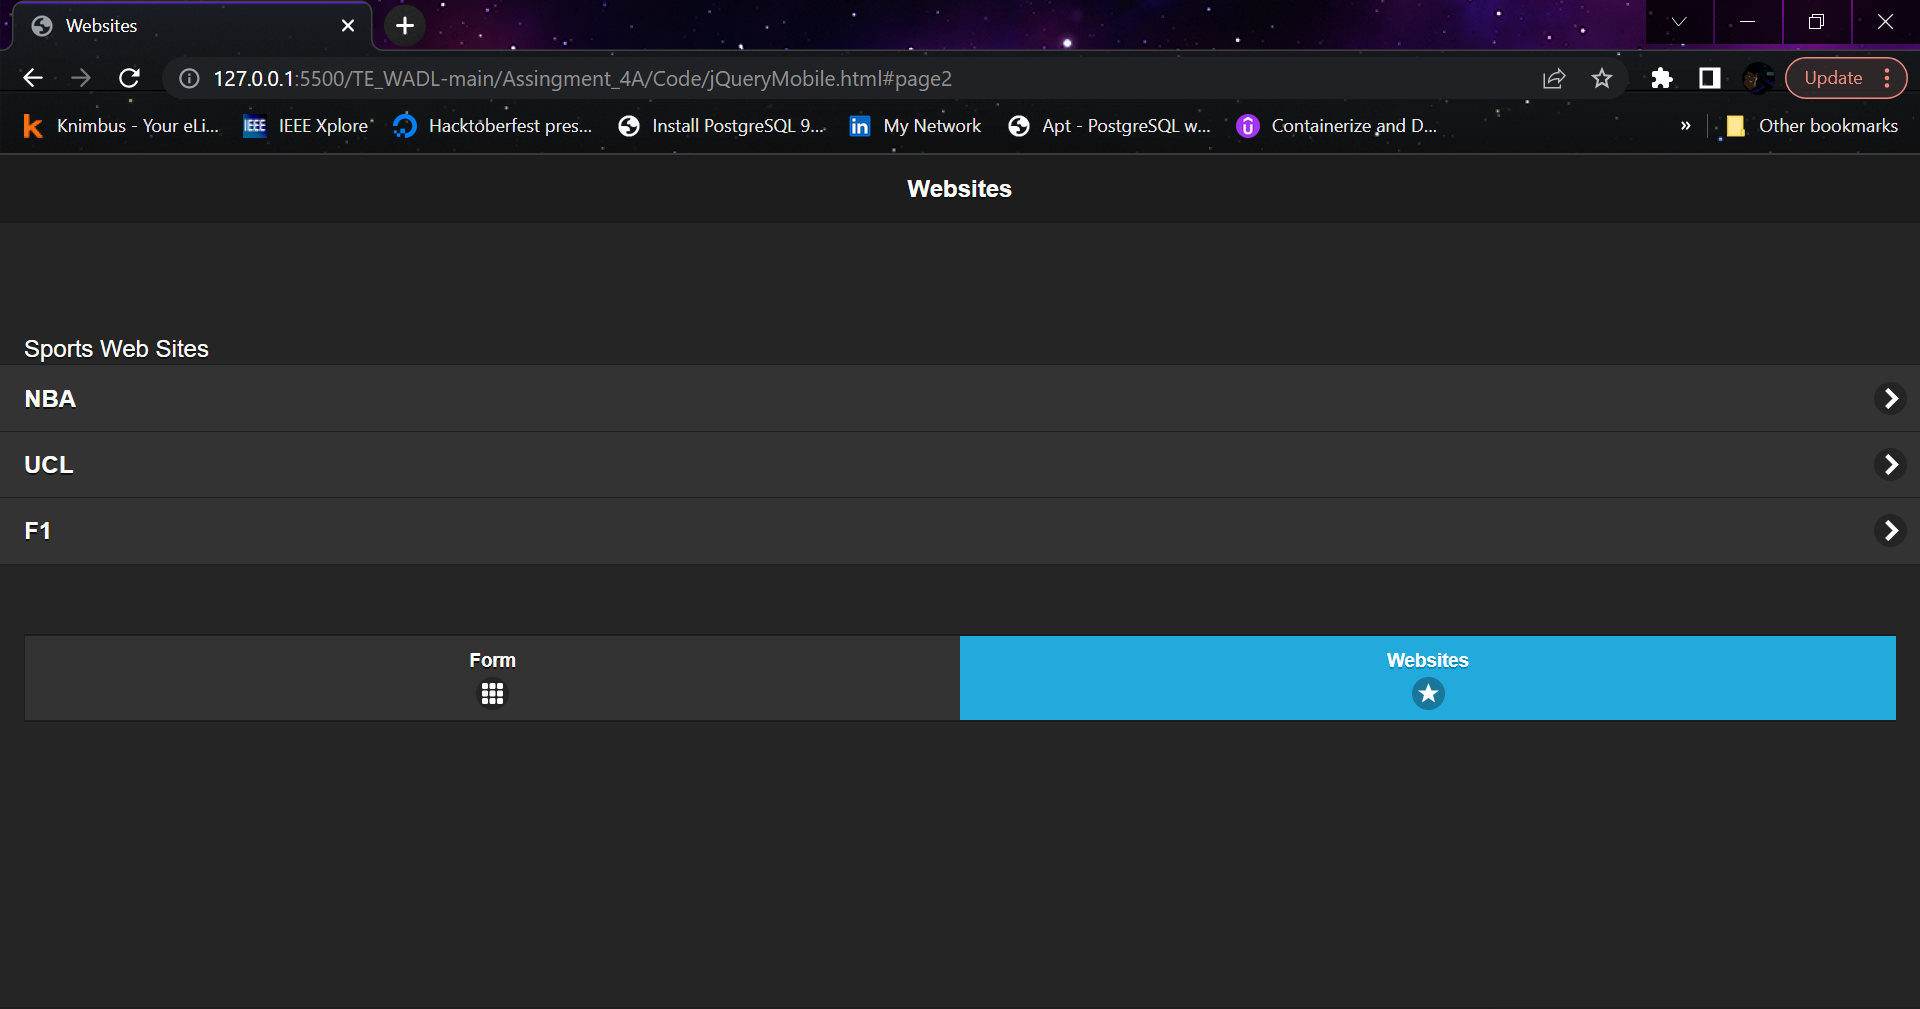 Websites
127.0.0.1:5500/TE_WADL-main/Assingment_4A/Code/jQueryMobile.html#page2
Update
Knimbus - Your eLi... IEEE IEEE Xplore Hacktoberfest pres... Install PostgreSQL 9... in My Network Apt - PostgreSQL w... Containerize and D... » Other bookmarks
Websites
Sports Web Sites
NBA
UCL
F1
Form
Websites